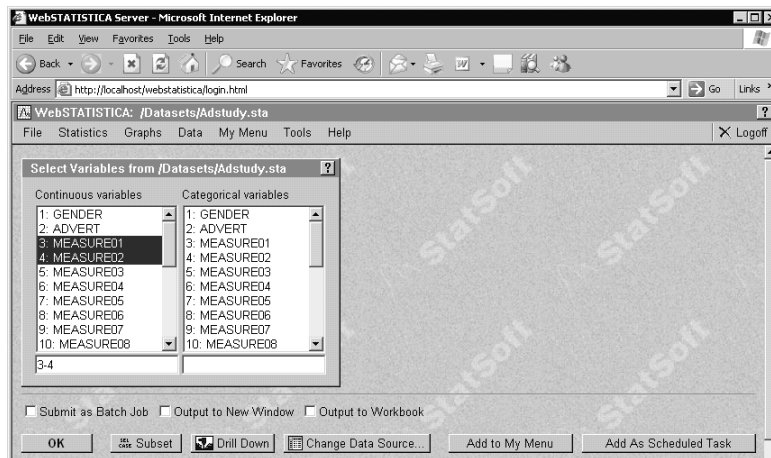 WebSTATISTICA Server - Microsoft Internet Explorer
File Edit View Favorites Tools Help
Back Search Favorites
Address http://localhost/webstatistica/login.html Go Links
WebSTATISTICA: /Datasets/Adstudy.sta ?
File Statistics Graphs Data My Menu Tools Help Logoff
Select Variables from /Datasets/Adstudy.sta ?
Continuous variables Categorical variables
1: GENDER 1: GENDER
2: ADVERT 2: ADVERT
3: MEASURE01 3: MEASURE01
4: MEASURE02 4: MEASURE02
5: MEASURE03 5: MEASURE03
6: MEASURE04 6: MEASURE04
7: MEASURE05 7: MEASURE05
8: MEASURE06 8: MEASURE06
9: MEASURE07 9: MEASURE07
10: MEASURE08 10: MEASURE08
3-4
StatSoft
StatSoft
StatSoft
StatSoft
Submit as Batch Job Output to New Window Output to Workbook
OK SEL CASE Subset Drill Down Change Data Source... Add to My Menu Add As Scheduled Task